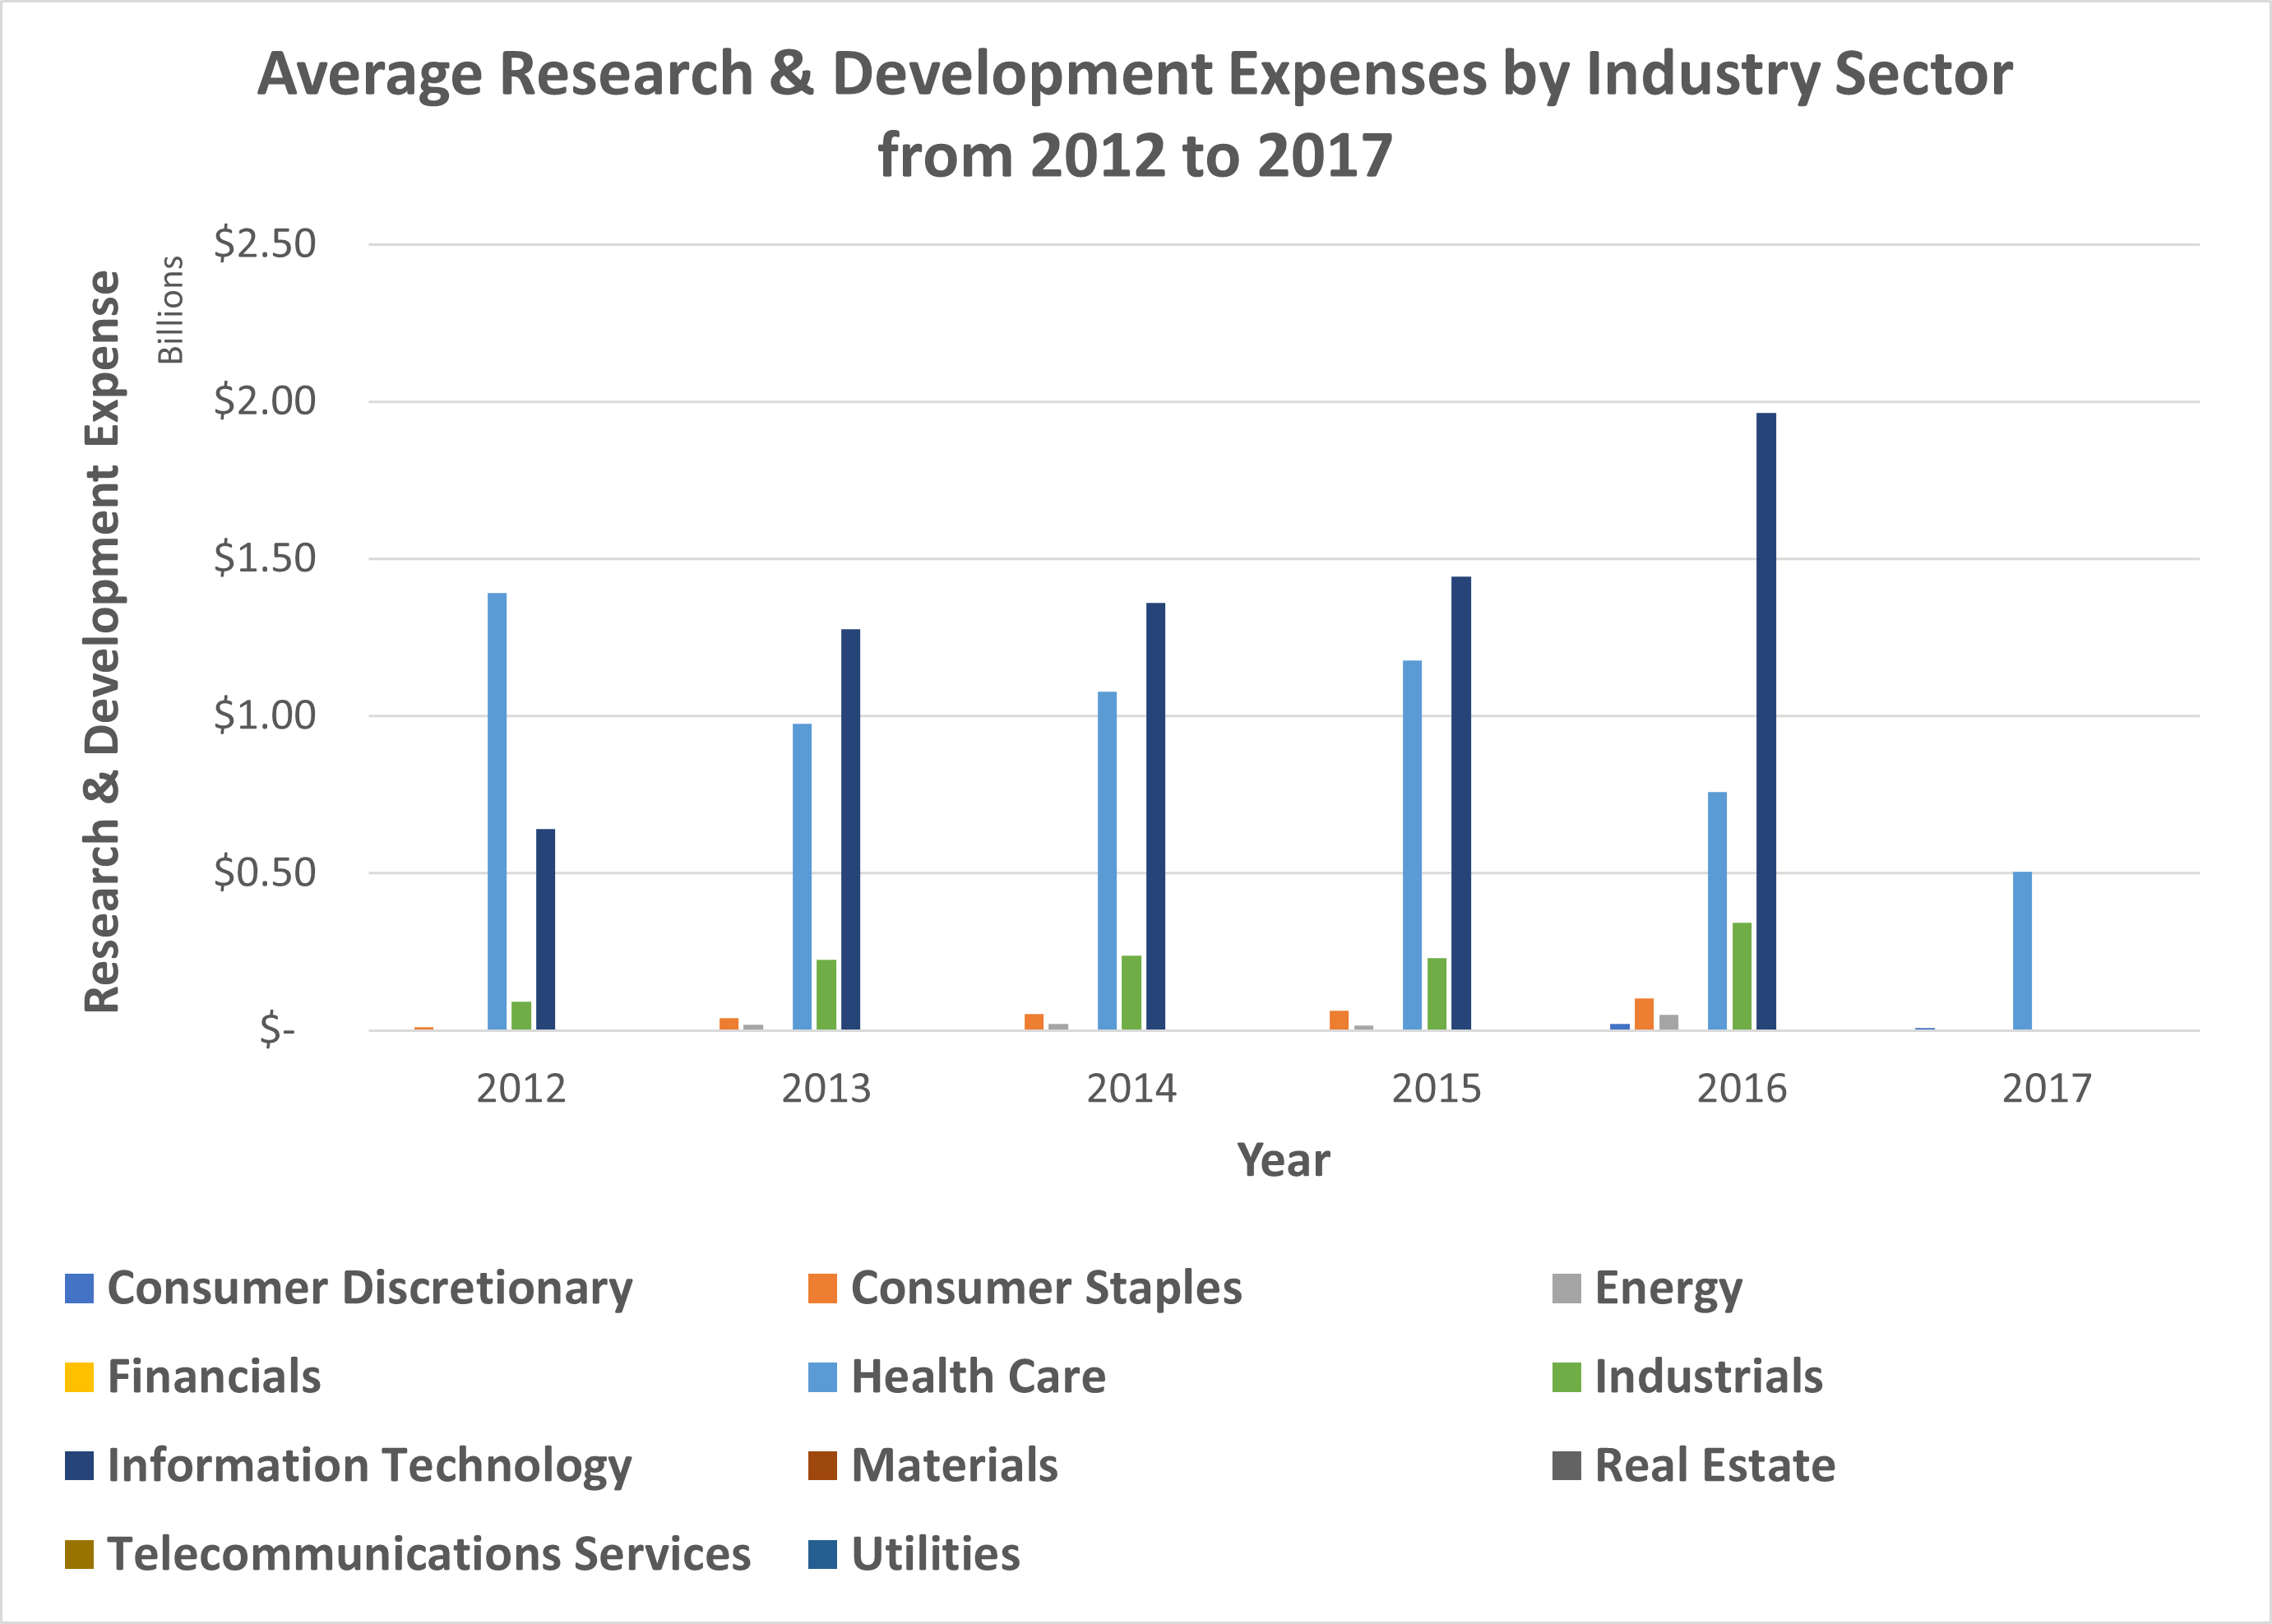 Average Research & Development Expenses by Industry Sector
from 2012 to 2017
Research & Development Expense
Billions
$2.50
$2.00
$1.50
$1.00
$0.50
$-
2012 2013 2014 2015 2016 2017
Year
Consumer Discretionary Consumer Staples Energy
Financials Health Care Industrials
Information Technology Materials Real Estate
Telecommunications Services Utilities